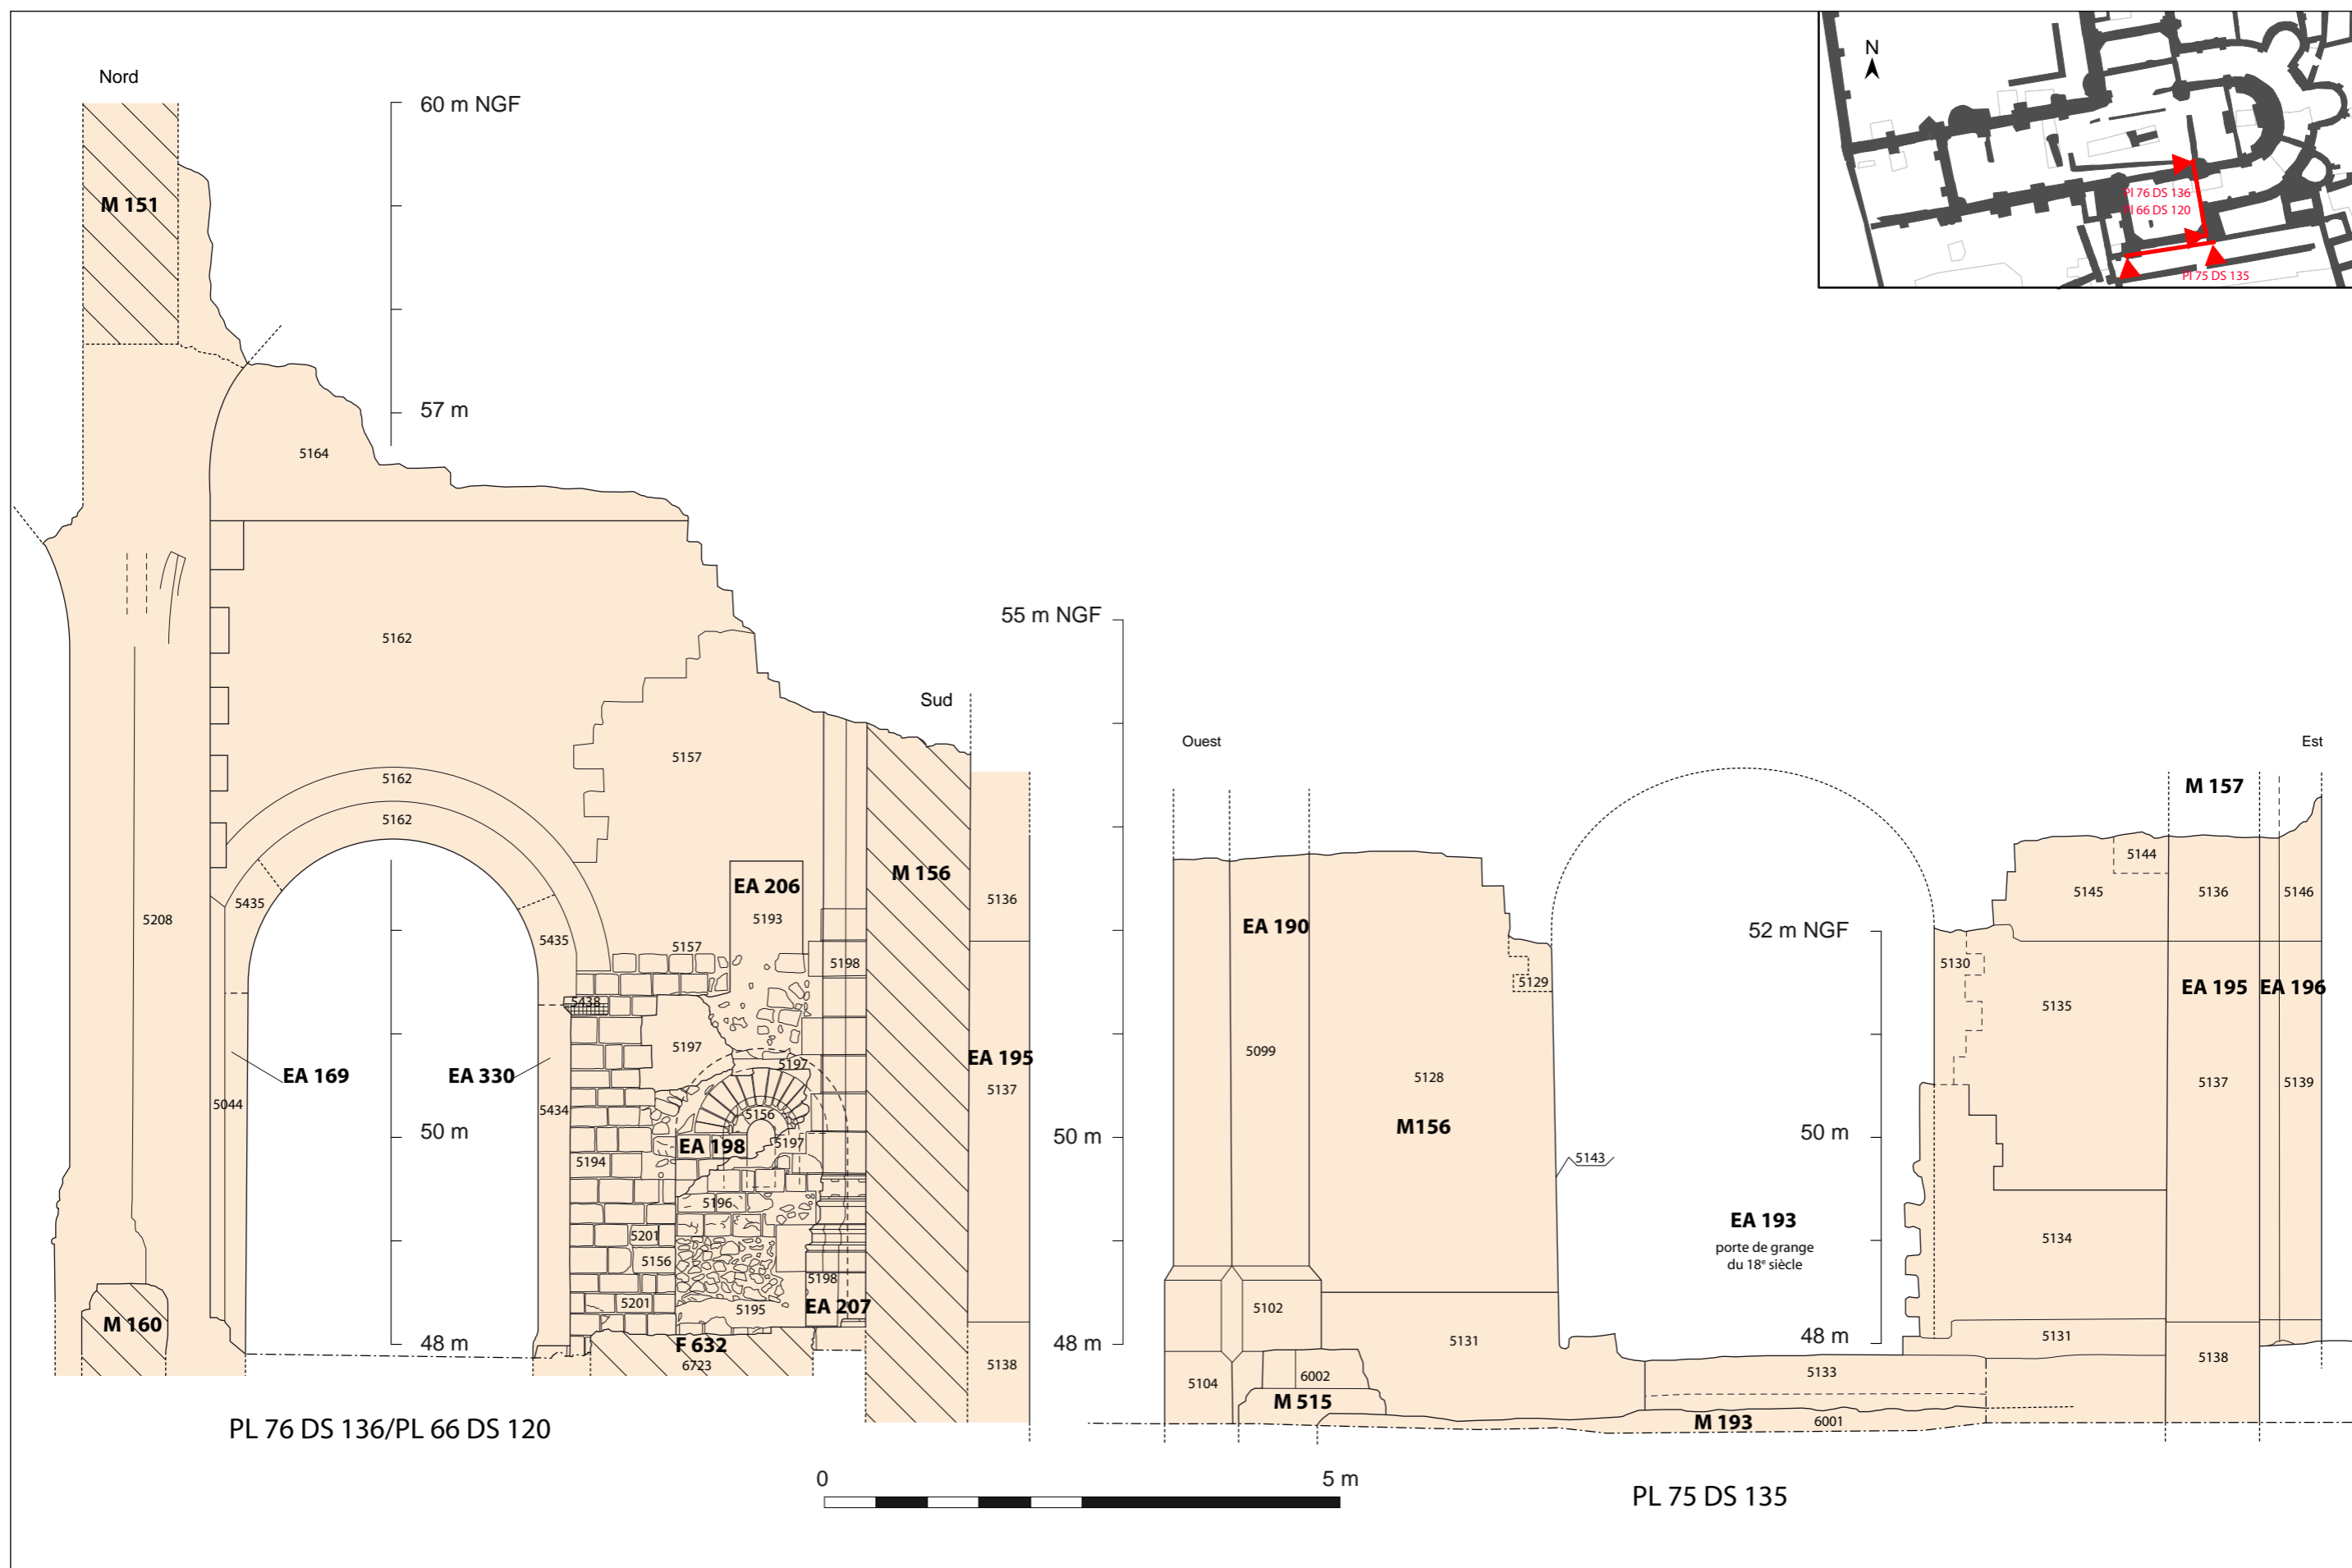 Nord
60 m NGF
M 151
57 m
5164
5162
5157
5162
5162
5208
5435
5435
EA 206
5193
5157
5198
5438
5197
5197
EA 169
EA 330
5044
5434
5156
EA 198
5197
50 m
5194
5196
5201
5156
5198
5201
5195
EA 207
M 160
48 m
F 632
6723
Sud
M 156
5136
EA 195
5137
5138
PL 76 DS 136/PL 66 DS 120
N
Pl 76 DS 136
Pl 66 DS 120
Pl 75 DS 135
55 m NGF
50 m
48 m
Ouest
Est
EA 190
5099
5102
5104
6002
M 515
5128
M156
5129
5131
5143
52 m NGF
50 m
48 m
EA 193
porte de grange
du 18e siècle
5133
M 193
6001
M 157
5144
5145
5136
5146
5130
EA 195
EA 196
5135
5137
5139
5134
5131
5138
0
5 m
PL 75 DS 135